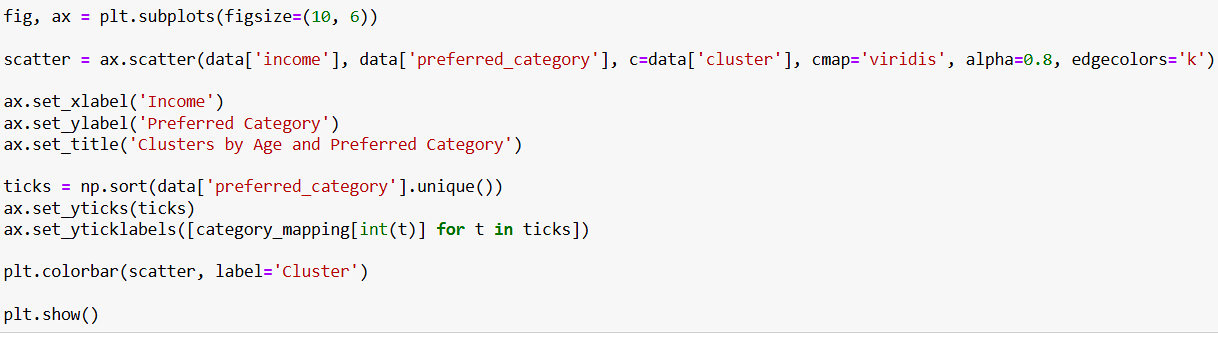 fig, ax = plt.subplots(figsize=(10, 6))
scatter = ax.scatter(data['income'], data['preferred_category'], c=data['cluster'], cmap='viridis', alpha=0.8, edgecolors='k')
ax.set_xlabel('Income')
ax.set_ylabel('Preferred Category')
ax.set_title('Clusters by Age and Preferred Category')
ticks = np.sort(data['preferred_category'].unique())
ax.set_yticks(ticks)
ax.set_yticklabels([category_mapping[int(t)] for t in ticks])
plt.colorbar(scatter, label='Cluster')
plt.show()